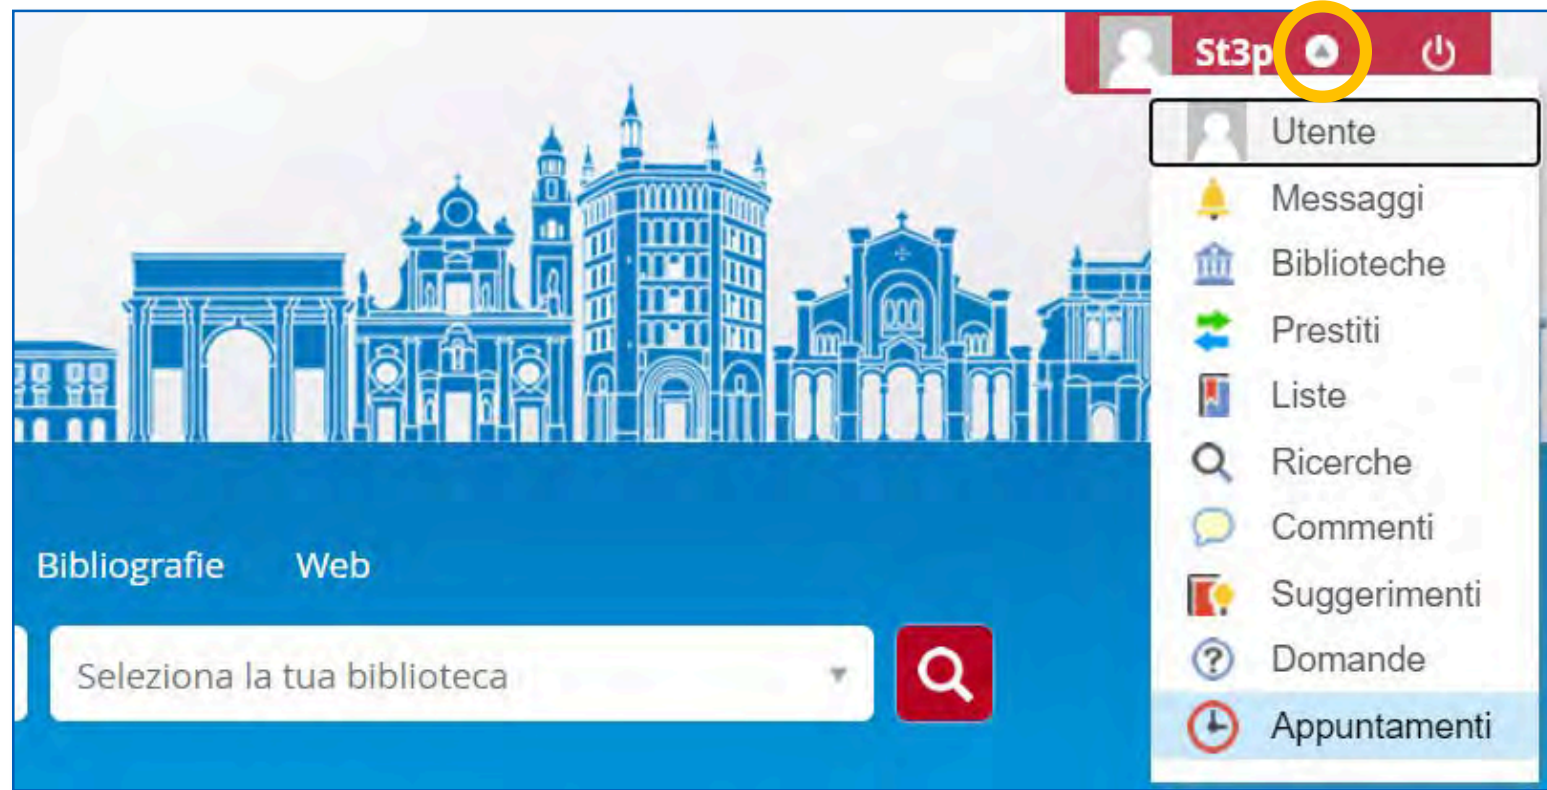 St3p
Utente
Messaggi
Biblioteche
Prestiti
Liste
Ricerche
Commenti
Suggerimenti
Domande
Appuntamenti
Bibliografie Web
Seleziona la tua biblioteca